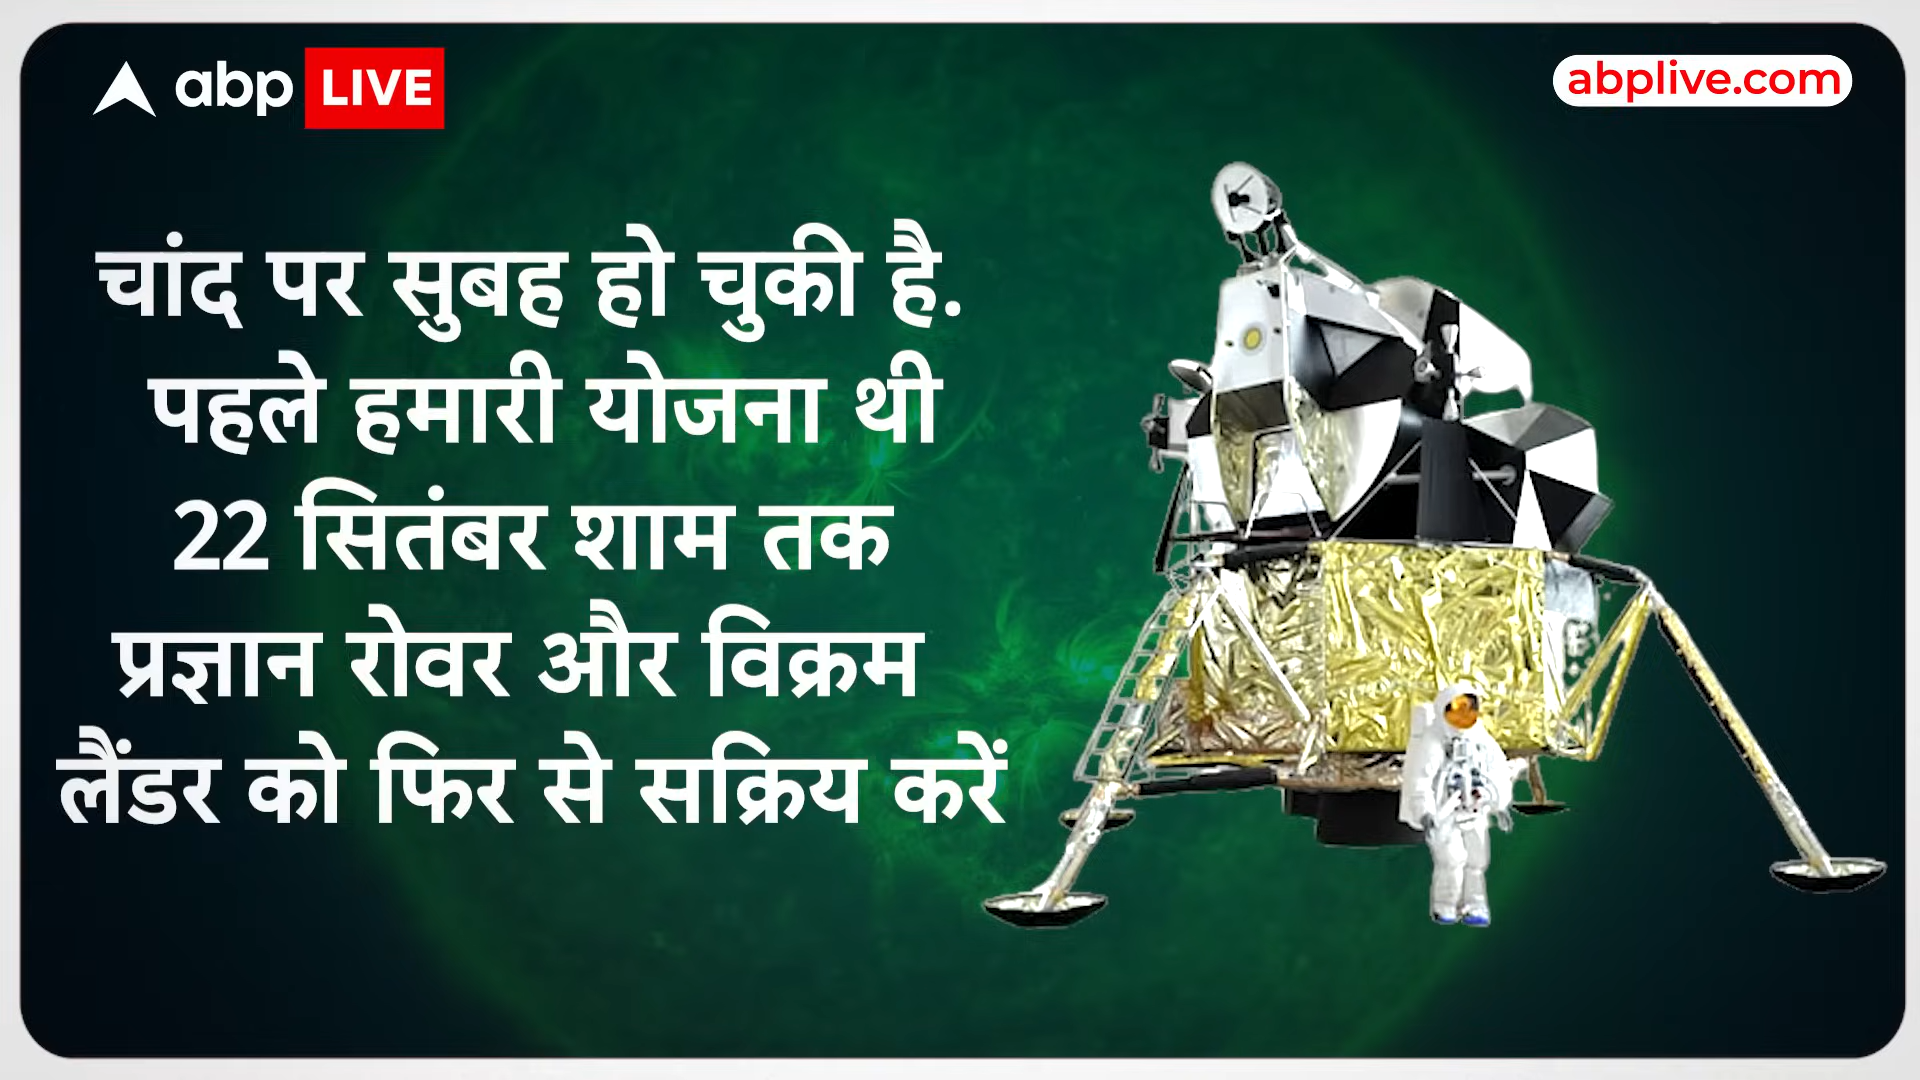 abp LIVE
abplive.com
चांद पर सुबह हो चुकी है.
पहले हमारी योजना थी
22 सितंबर शाम तक
प्रज्ञान रोवर और विक्रम
लैंडर को फिर से सक्रिय करें